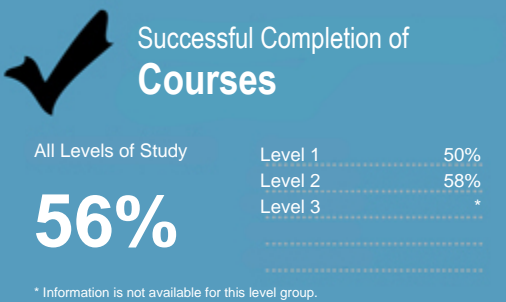 Successful Completion of
Courses
All Levels of Study
56%
Level 1 50%
Level 2 58%
Level 3 *
* Information is not available for this level group.